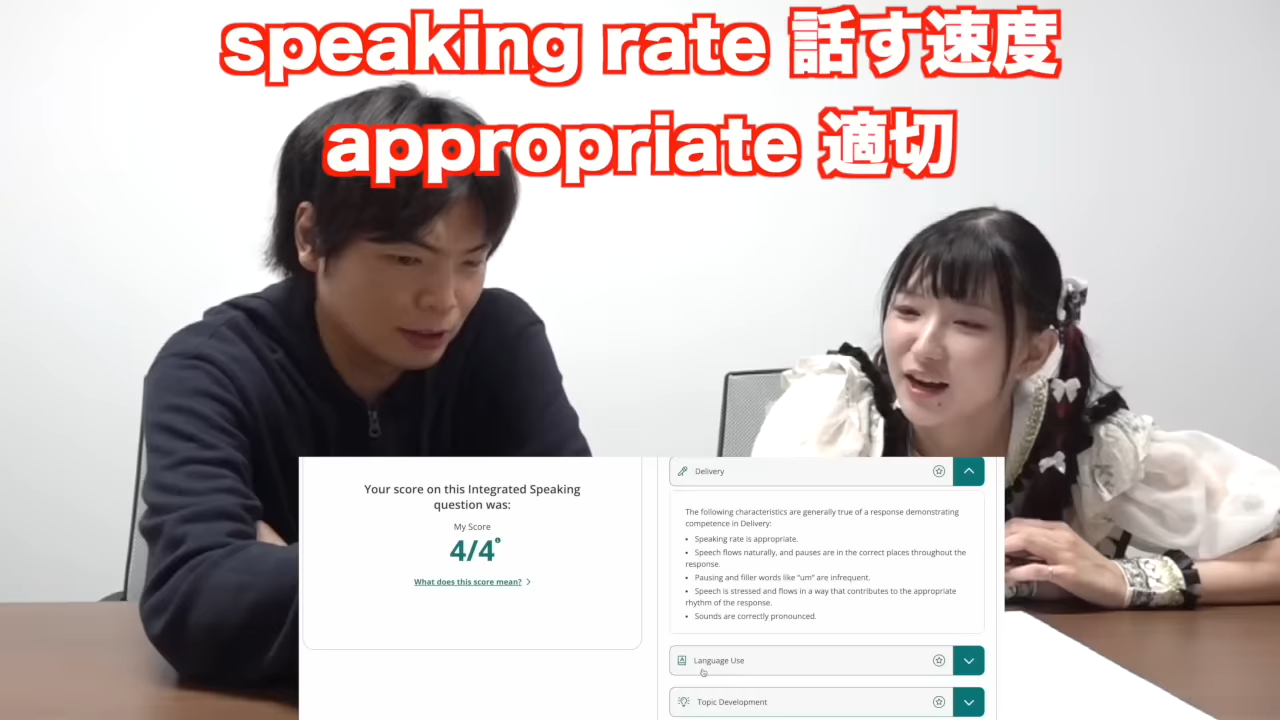 speaking rate 話す速度
appropriate 適切
Your score on this Integrated Speaking
question was:
My Score
4/4
What does this score mean?
Delivery
The following characteristics are generally true of a response demonstrating
competence in Delivery:
• Speaking rate is appropriate.
• Speech flows naturally, and pauses are in the correct places throughout the
response.
• Pausing and filler words like "um" are infrequent.
• Speech is stressed and flows in a way that contributes to the appropriate
rhythm of the response.
• Sounds are correctly pronounced.
Language Use
Topic Development